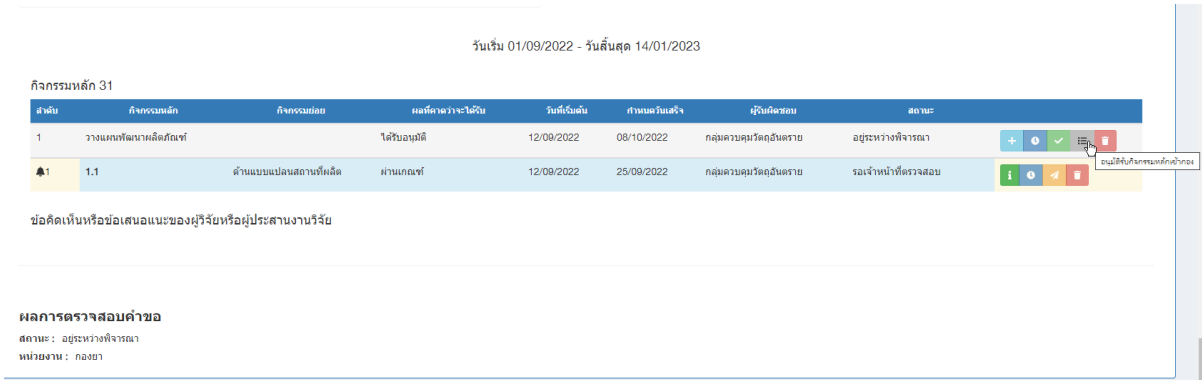 วันเริ่ม 01/09/2022 - วันสิ้นสุด 14/01/2023
กิจกรรมหลัก 31
ลำดับ กิจกรรมหลัก กิจกรรมย่อย ผลที่คาดว่าจะได้รับ วันที่เริ่มต้น กำหนดวันเสร็จ ผู้รับผิดชอบ สถานะ
1 วางแผนพัฒนาผลิตภัณฑ์ ได้รับอนุมัติ 12/09/2022 08/10/2022 กลุ่มควบคุมวัตถุอันตราย อยู่ระหว่างพิจารณา
อนุมัติรับกิจกรรมหลักเข้ากอง
1 1.1 ด้านแบบแปลนสถานที่ผลิต ผ่านเกณฑ์ 12/09/2022 25/09/2022 กลุ่มควบคุมวัตถุอันตราย รอเจ้าหน้าที่ตรวจสอบ
ข้อคิดเห็นหรือข้อเสนอแนะของผู้วิจัยหรือผู้ประสานงานวิจัย
ผลการตรวจสอบคำขอ
สถานะ : อยู่ระหว่างพิจารณา
หน่วยงาน : กองยา